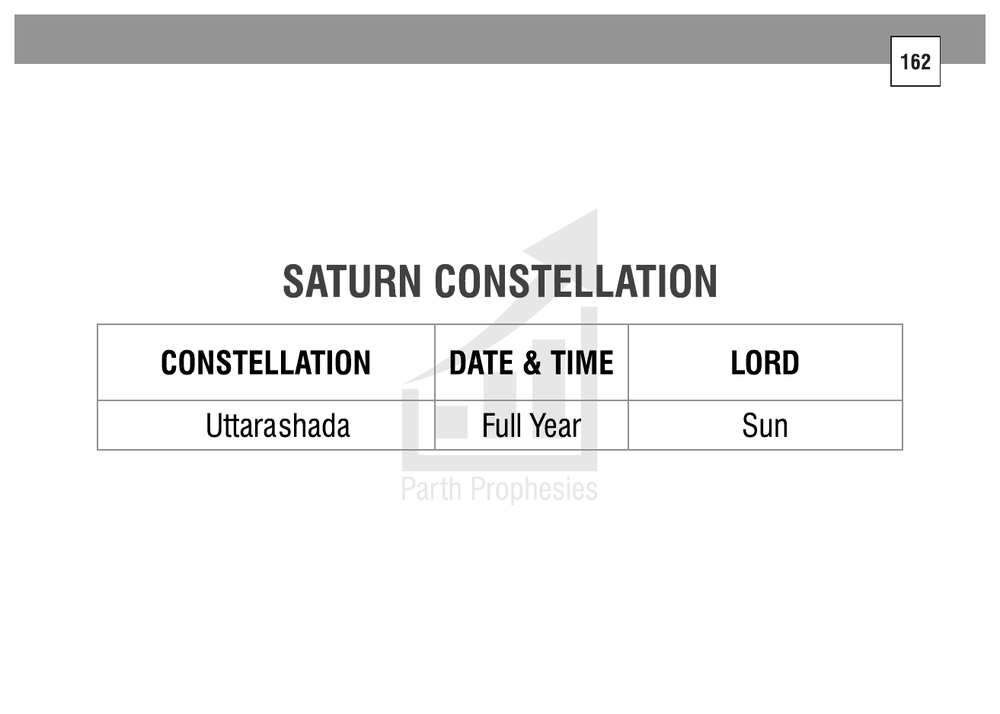 162
SATURN CONSTELLATION
CONSTELLATION DATE & TIME LORD
Uttarashada Full Year Sun
Parth Prophesies